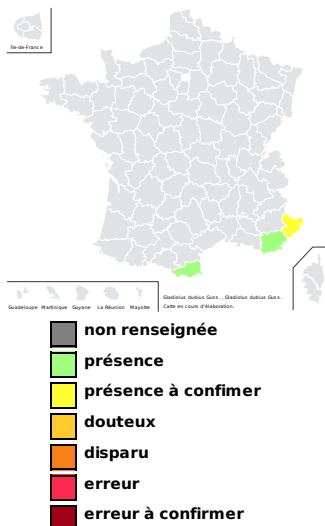 Île-de-France
Guadeloupe Martinique Guyane La Réunion Mayotte
Gladiolus dubius Guss. , Gladiolus dubius Guss.
Carte en cours d'élaboration.
non renseignée
présence
présence à confimer
douteux
disparu
erreur
erreur à confirmer